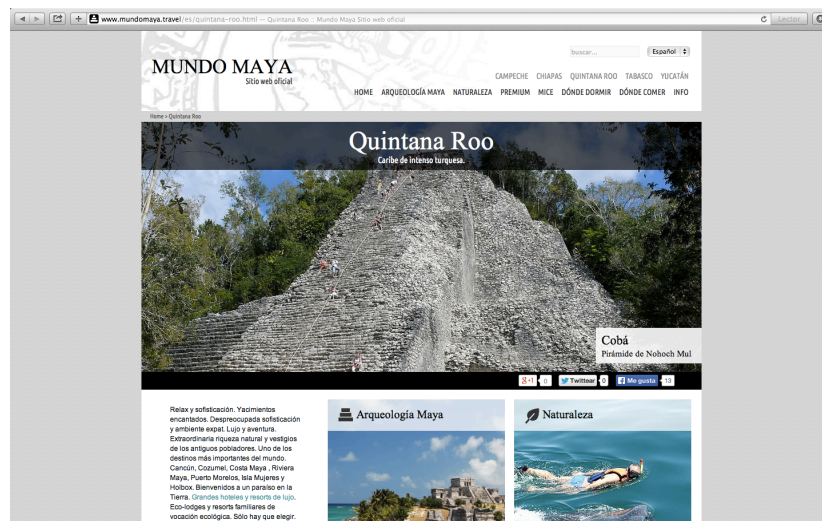 www.mundomaya.travel/es/quintana-roo.html — Quintana Roo :: Mundo Maya Sitio web oficial
Lector
MUNDO MAYA
Sitio web oficial
buscar...
Español
CAMPECHE CHIAPAS QUINTANA ROO TABASCO YUCATÁN
HOME ARQUEOLOGÍA MAYA NATURALEZA PREMIUM MICE DÓNDE DORMIR DÓNDE COMER INFO
Home » Quintana Roo
Quintana Roo
Caribe de intenso turquesa.
Cobá
Pirámide de Nohoch Mul
g+1 0 Twittear 0 Me gusta 13
Relax y sofisticación. Yacimientos
encantados. Despreocupada sofisticación
y ambiente expat. Lujo y aventura.
Extraordinaria riqueza natural y vestigios
de los antiguos pobladores. Uno de los
destinos más importantes del mundo.
Cancún, Cozumel, Costa Maya , Riviera
Maya, Puerto Morelos, Isla Mujeres y
Holbox. Bienvenidos a un paraíso en la
Tierra. Grandes hoteles y resorts de lujo.
Eco-lodges y resorts familiares de
vocación ecológica. Sólo hay que elegir.
Arqueología Maya
Naturaleza